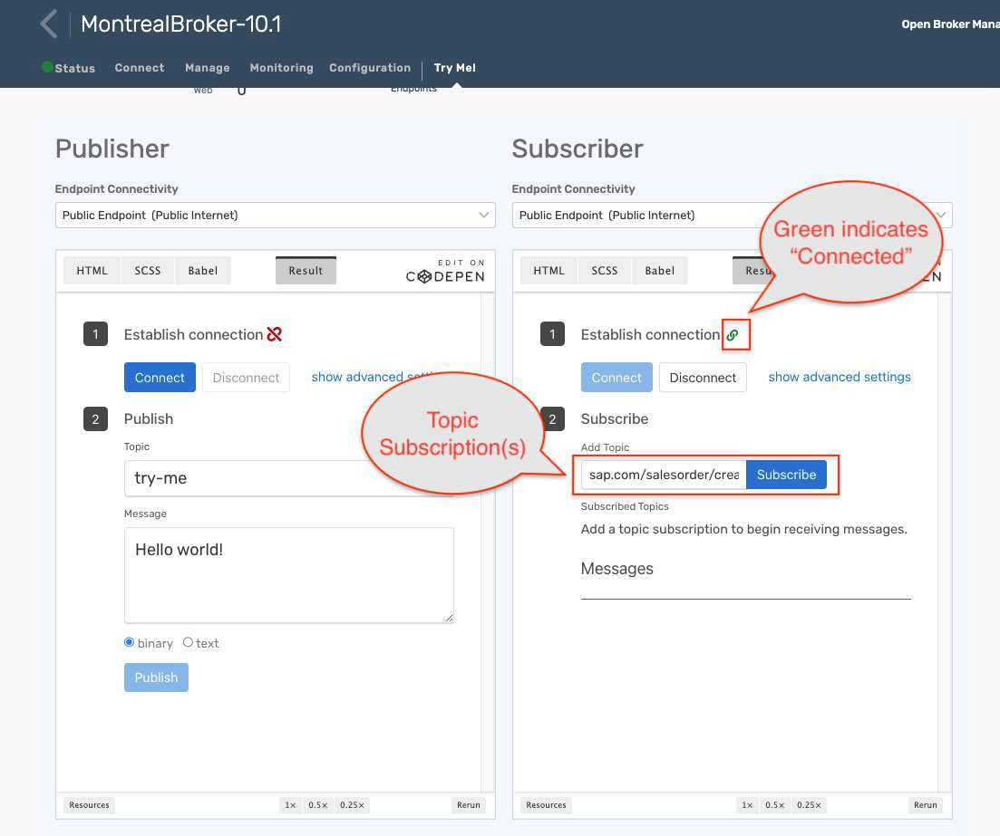 MontrealBroker-10.1
Open Broker Mana
Status Connect Manage Monitoring Configuration Try Me!
Web 0 Endpoints
Publisher
Endpoint Connectivity
Public Endpoint (Public Internet)
HTML SCSS Babel Result
EDIT ON
CODEPEN
1 Establish connection
Connect Disconnect show advanced
2 Publish
Topic
try-me
Message
Hello world!
binary text
Publish
Resources 1× 0.5× 0.25× Rerun
Subscriber
Endpoint Connectivity
Public Endpoint (Public Internet)
Green indicates
“Connected”
HTML SCSS Babel
1 Establish connection
Connect Disconnect show advanced settings
Topic
Subscription(s)
2 Subscribe
Add Topic
sap.com/salesorder/crea Subscribe
Subscribed Topics
Add a topic subscription to begin receiving messages.
Messages
Resources 1× 0.5× 0.25× Rerun